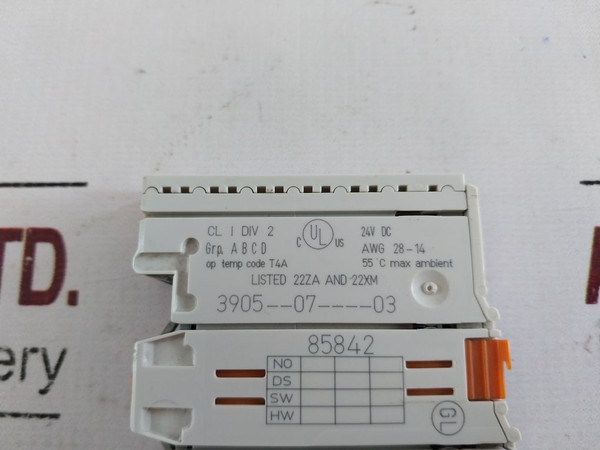 CL I DIV 2
Grp. A B C D
op temp code T4A
C UL US
24V DC
AWG 28-14
55°C max ambient
LISTED 22ZA AND 22XM
3905--07----03
85842
NO
DS
SW
HW
GL
TD.
ery